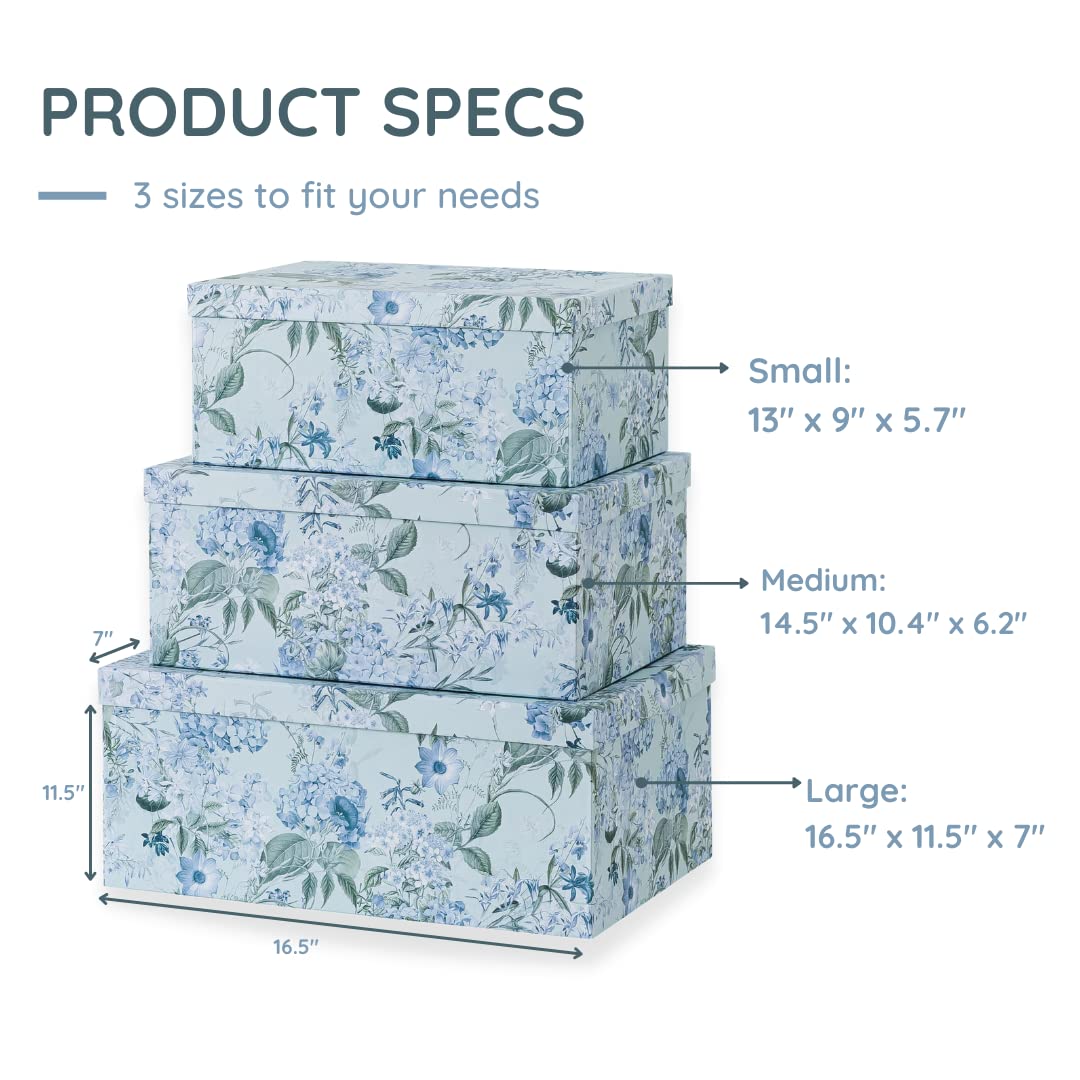 PRODUCT SPECS
3 sizes to fit your needs
Small:
13" x 9" x 5.7"
Medium:
14.5" x 10.4" x 6.2"
7"
11.5"
Large:
16.5" x 11.5" x 7"
16.5"